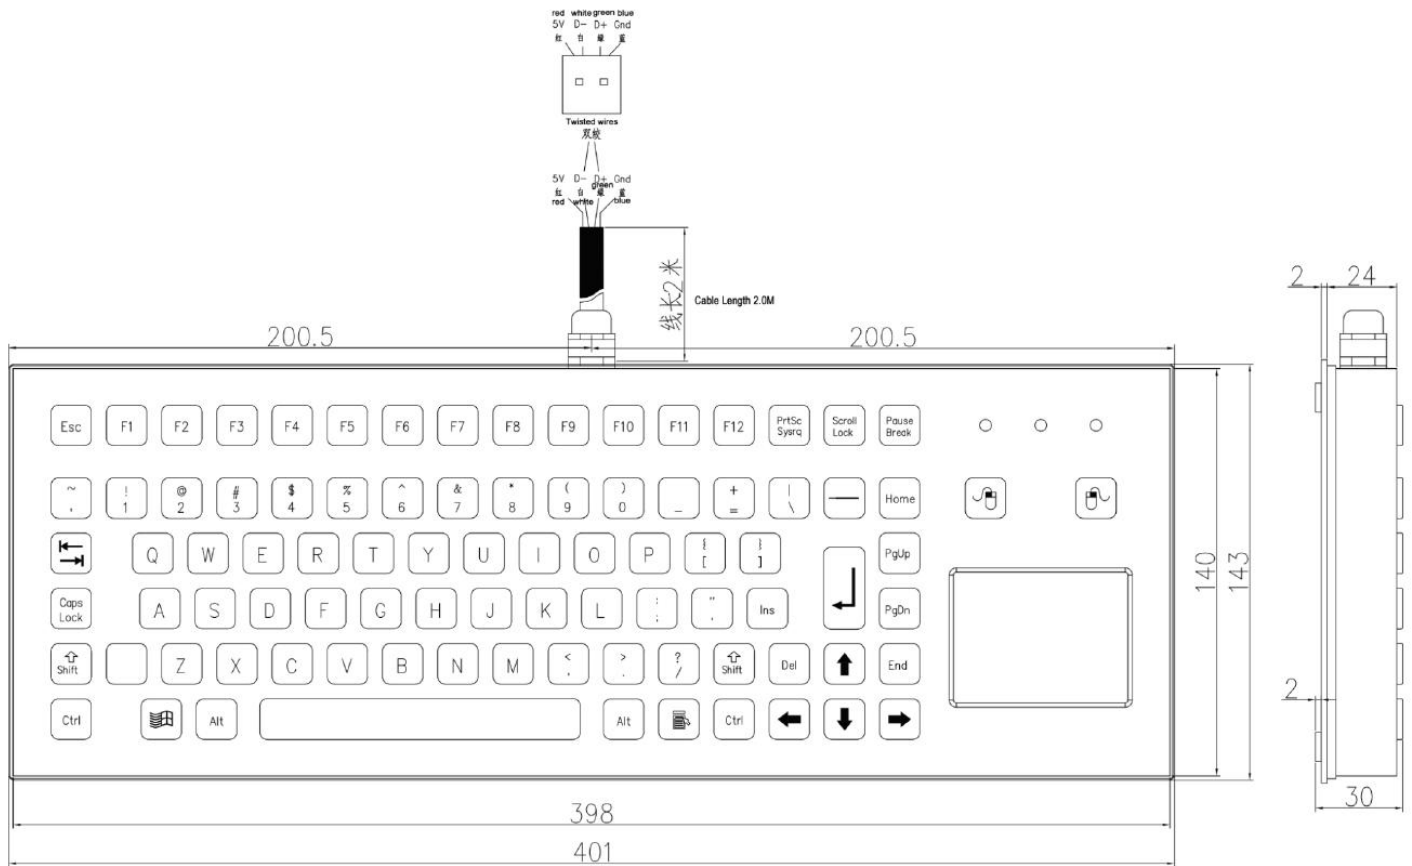 red white green blue
5V D- D+ Gnd
红 白 绿 蓝
Twisted wires
双绞
5V D- D+ Gnd
green
红 白 绿 蓝
red white blue
线长2米
Cable Length 2.0M
2 24
200.5 200.5
Esc F1 F2 F3 F4 F5 F6 F7 F8 F9 F10 F11 F12 PrtSc Sysrq Scroll Lock Pause Break
~ ! @ # $ % ^ & * ( ) + |
, 1 2 3 4 5 6 7 8 9 0 _ = \ — Home
Q W E R T Y U I O P { [ } ] PgUp
140 143
Caps Lock A S D F G H J K L : ; " , Ins PgDn
Shift Z X C V B N M < , > . ? / Shift Del End
2
Ctrl Alt Alt Ctrl
30
398
401